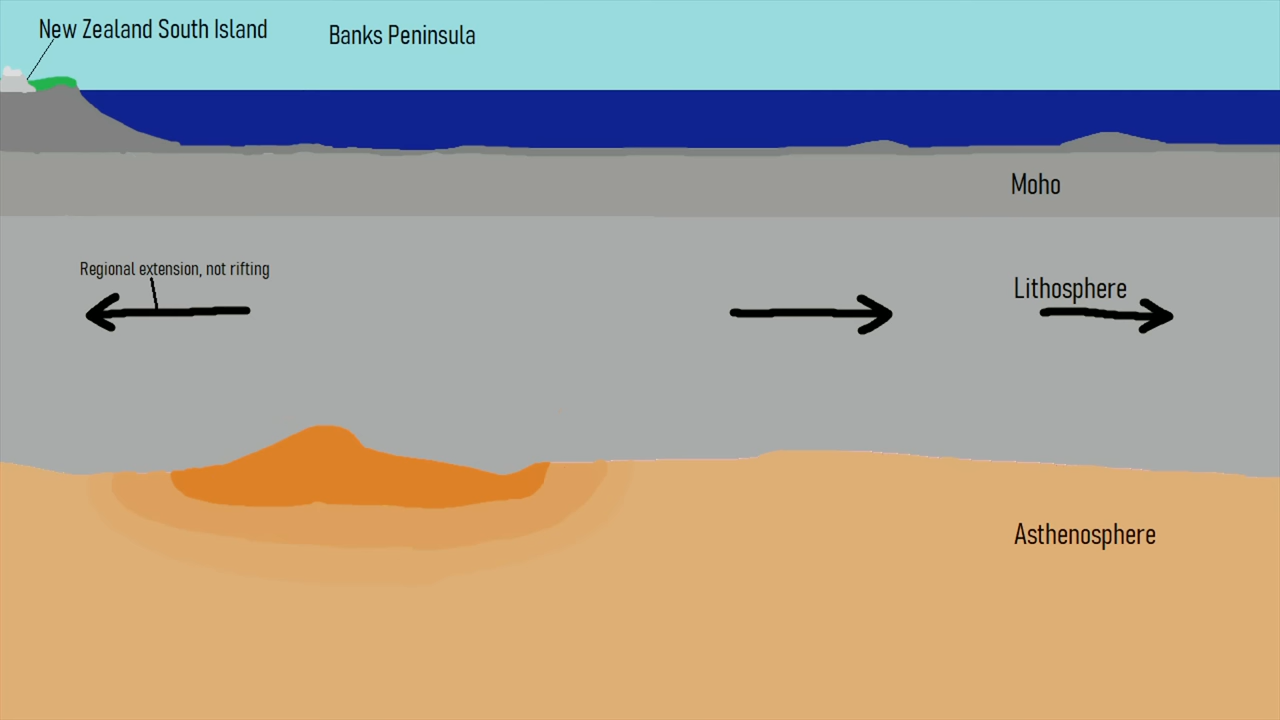 New Zealand South Island
Banks Peninsula
Moho
Regional extension, not rifting
Lithosphere
Asthenosphere